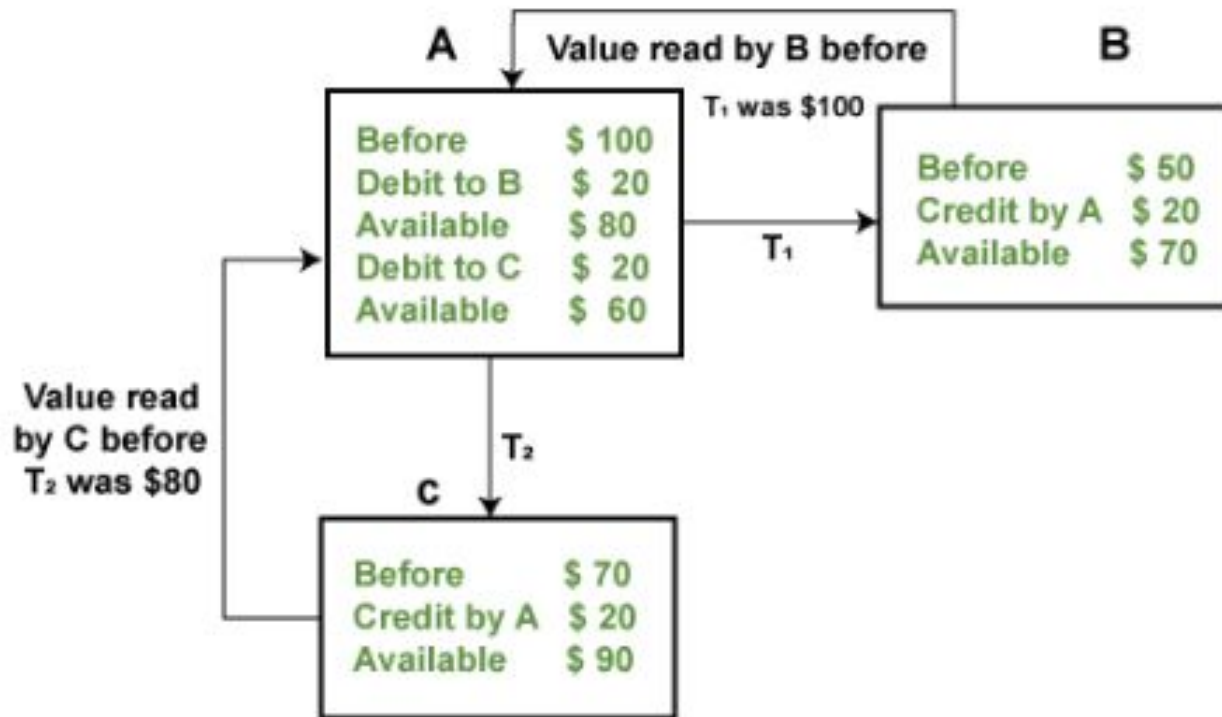 A
Value read by B before
T₁ was $100
B
Before $ 100
Debit to B $ 20
Available $ 80
Debit to C $ 20
Available $ 60
T₁
Before $ 50
Credit by A $ 20
Available $ 70
Value read
by C before
T₂ was $80
T₂
C
Before $ 70
Credit by A $ 20
Available $ 90